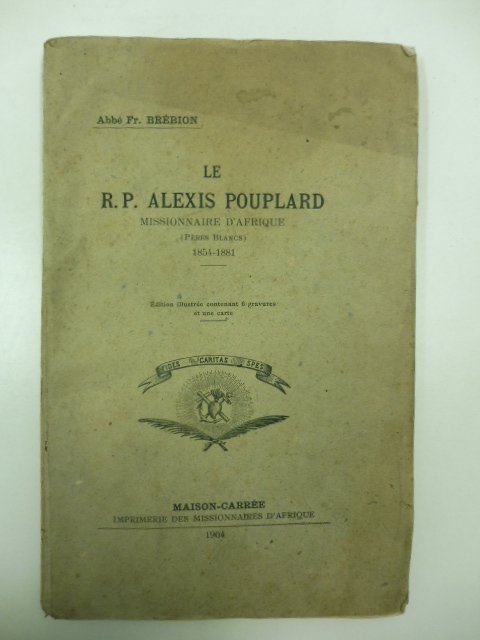 Abbé Fr. BRÉBION
LE
R. P. ALEXIS POUPLARD
MISSIONNAIRE D'AFRIQUE
(PÈRES BLANCS)
1854-1881
Édition illustrée contenant 6 gravures
et une carte
FIDES CARITAS SPES
MAISON-CARRÉE
IMPRIMERIE DES MISSIONNAIRES D'AFRIQUE
1904